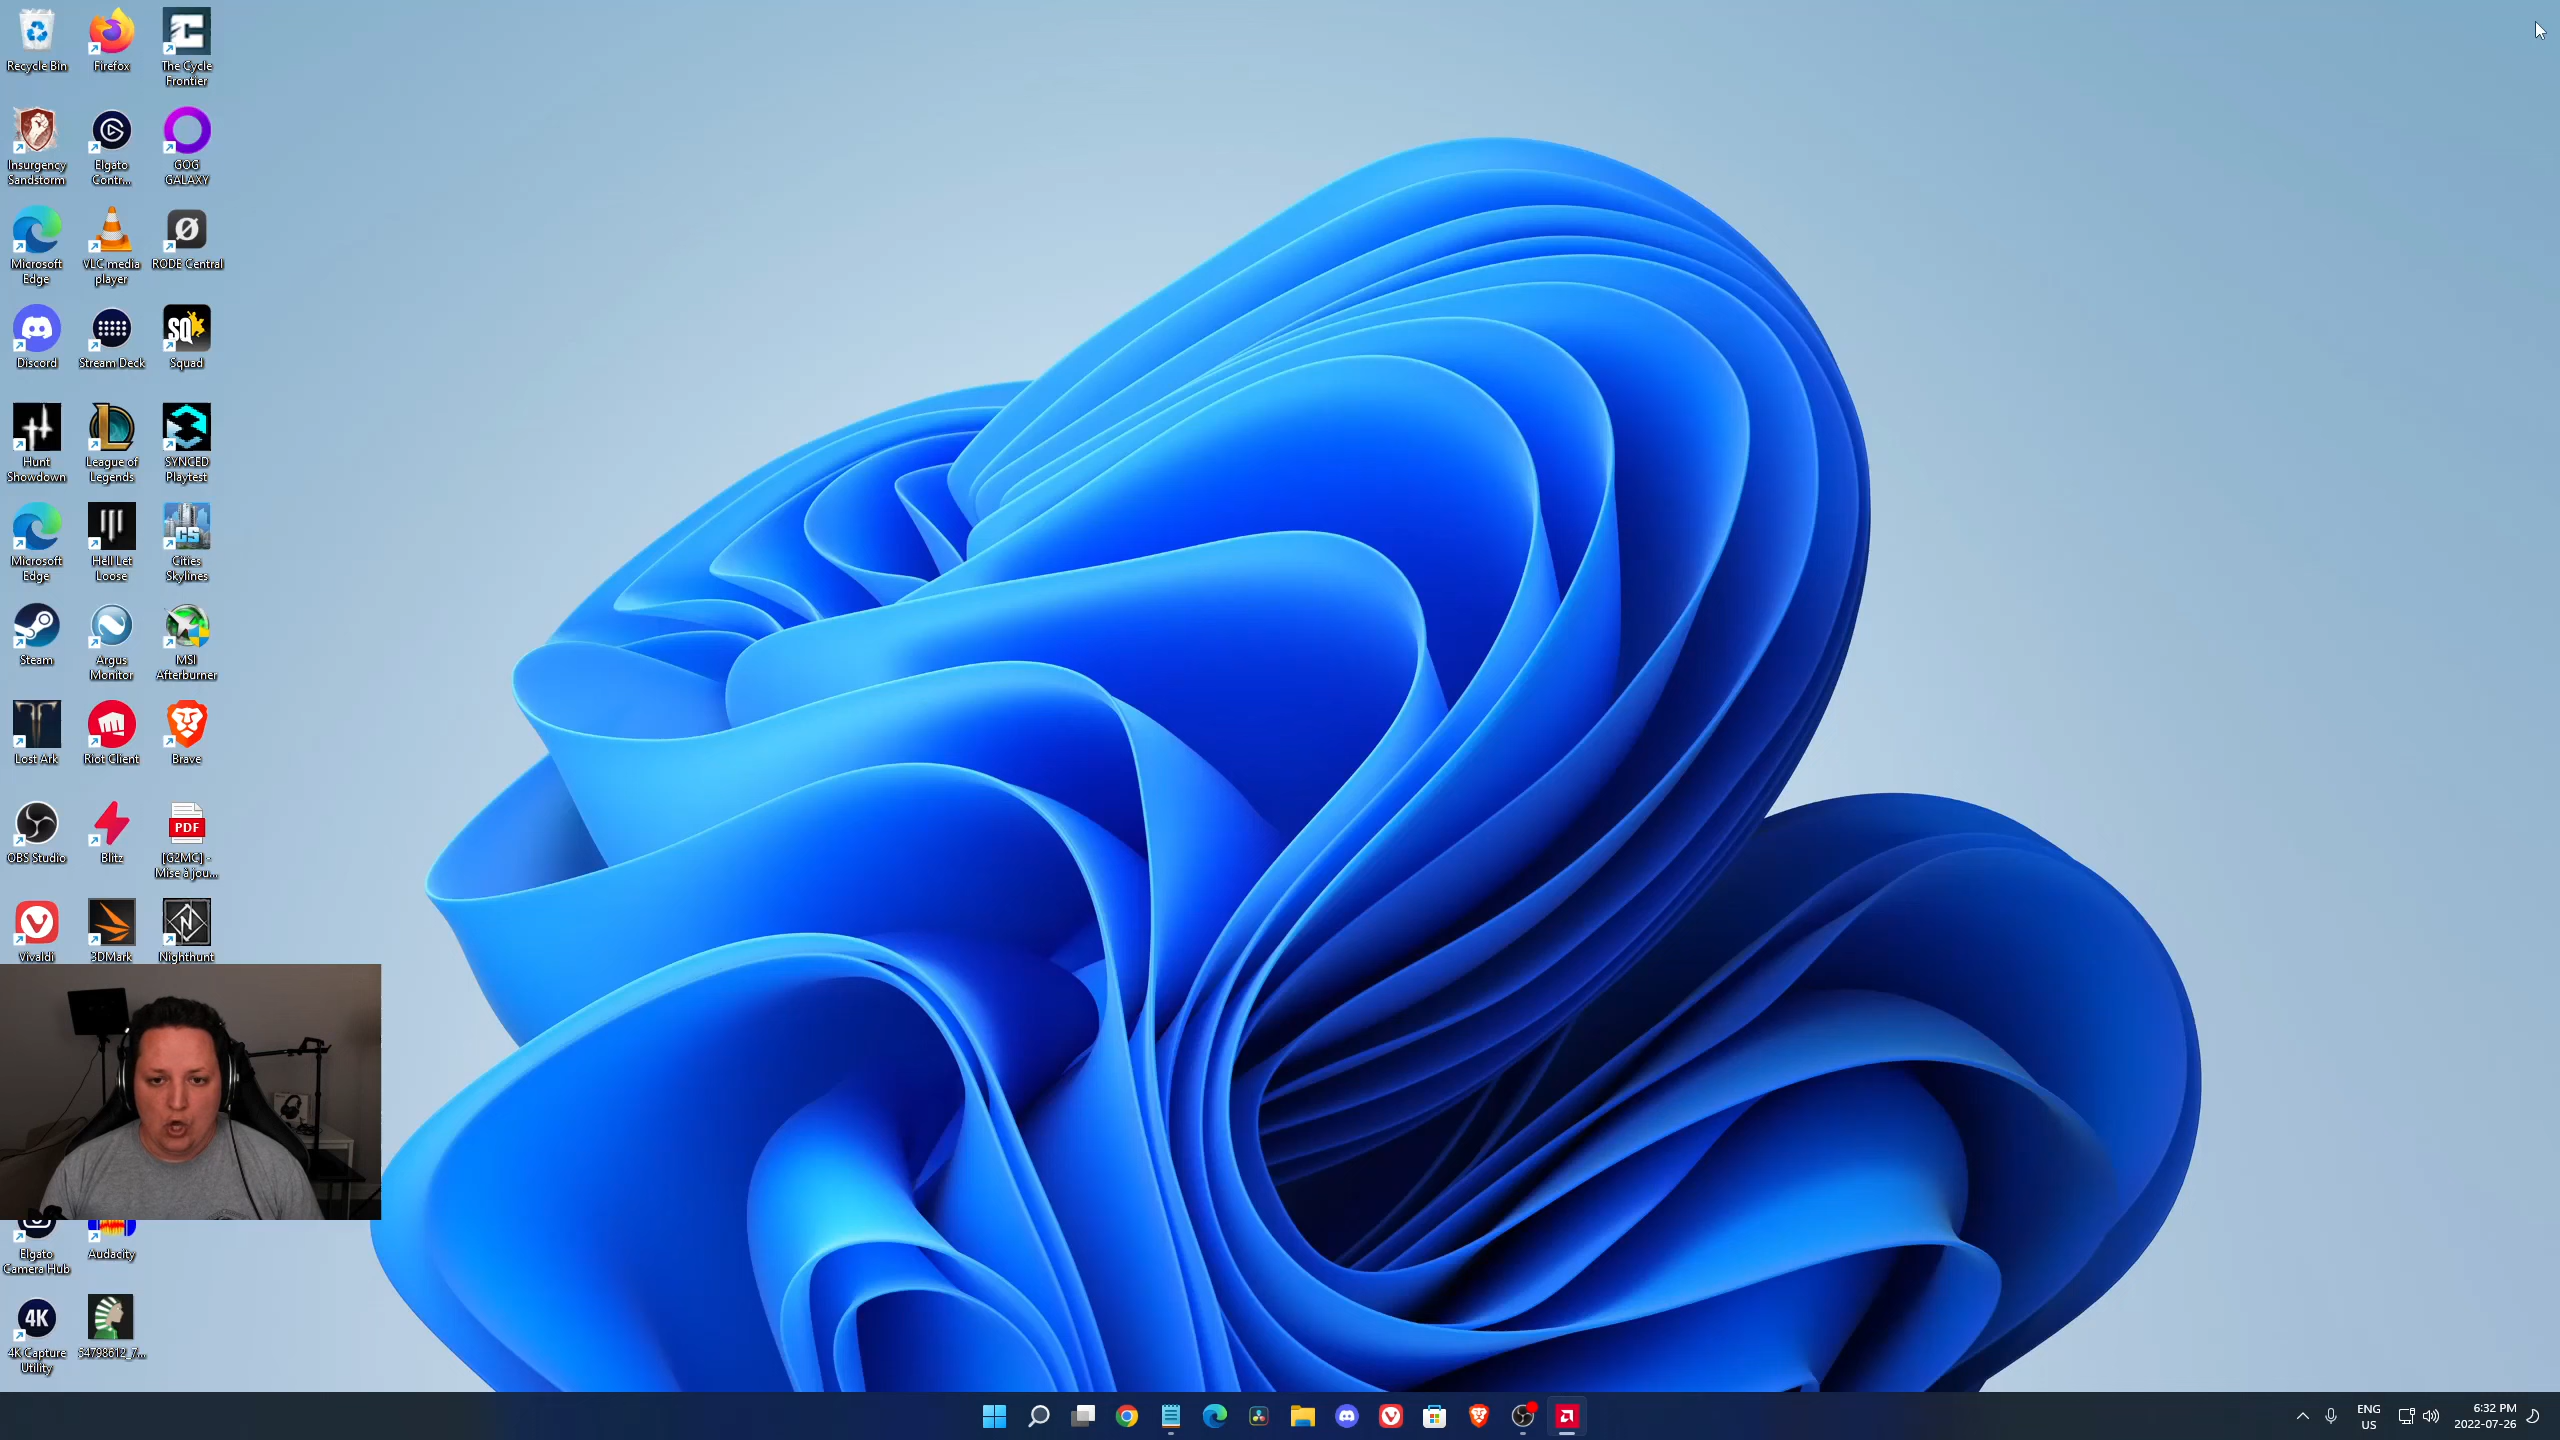 Recycle Bin
Firefox
The Cycle
Frontier
Insurgency
Sandstorm
Elgato
Contr...
GOG
GALAXY
Microsoft
Edge
VLC media
player
RODE Central
Discord
Stream Deck
SQ
Squad
Hunt
Showdown
League of
Legends
SYNCED
Playtest
Microsoft
Edge
Hell Let
Loose
CS
Cities
Skylines
Steam
Argus
Monitor
MSI
Afterburner
Lost Ark
Riot Client
Brave
OBS Studio
Blitz
PDF
[G2MC] -
Mise à jou...
Vivaldi
3DMark
Nighthunt
Elgato
Camera Hub
Audacity
4K
4K Capture
Utility
54798612_7...
ENG
US
6:32 PM
2022-07-26